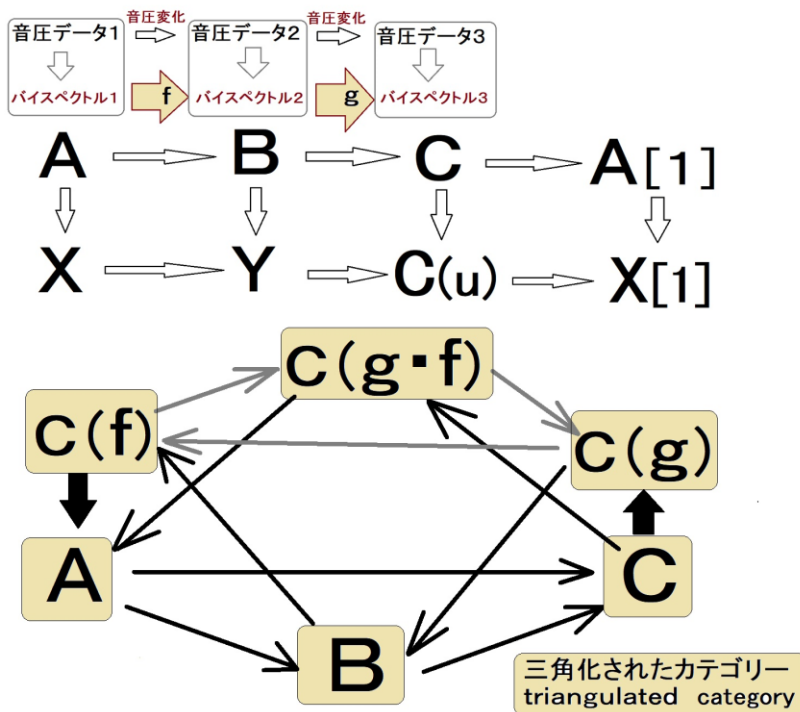 音圧変化 音圧変化
音圧データ1 音圧データ2 音圧データ3
バイスペクトル1 f バイスペクトル2 g バイスペクトル3
A B C A[1]
X Y C(u) X[1]
C(g▪f)
C(f)
C(g)
A C
B
三角化されたカテゴリー
triangulated category